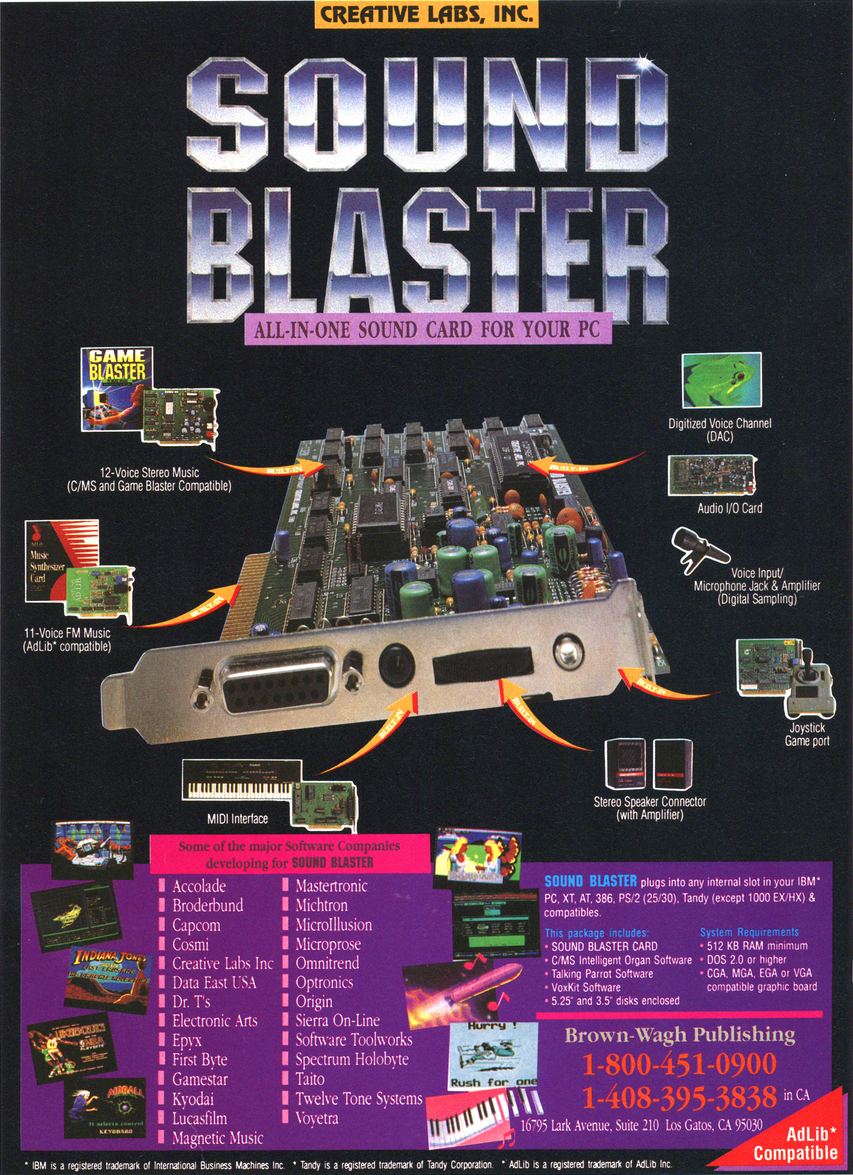 CREATIVE LABS, INC.
SOUND
BLASTER
ALL-IN-ONE SOUND CARD FOR YOUR PC
GAME
BLASTER
12-Voice Stereo Music
(C/MS and Game Blaster Compatible)
BUILT-IN
Digitized Voice Channel
(DAC)
BUILT-IN
Audio I/O Card
Music
Synthesizer
Card
AD LIB
11-Voice FM Music
(AdLib* compatible)
BUILT-IN
Voice Input/
Microphone Jack & Amplifier
(Digital Sampling)
BUILT-IN
Joystick
Game port
BUILT-IN
MIDI Interface
BUILT-IN
Stereo Speaker Connector
(with Amplifier)
Some of the major Software Companies
developing for SOUND BLASTER
Accolade
Broderbund
Capcom
Cosmi
Creative Labs Inc
Data East USA
Dr. T's
Electronic Arts
Epyx
First Byte
Gamestar
Kyodai
Lucasfilm
Magnetic Music
Mastertronic
Michtron
MicroIllusion
Microprose
Omnitrend
Optronics
Origin
Sierra On-Line
Software Toolworks
Spectrum Holobyte
Taito
Twelve Tone Systems
Voyetra
INDIANA JONES
Hurry !
Rush for one
SOUND BLASTER plugs into any internal slot in your IBM*
PC, XT, AT, 386, PS/2 (25/30), Tandy (except 1000 EX/HX) &
compatibles.
This package includes:
* SOUND BLASTER CARD
* C/MS Intelligent Organ Software
* Talking Parrot Software
* VoxKit Software
* 5.25" and 3.5" disks enclosed
System Requirements
* 512 KB RAM minimum
* DOS 2.0 or higher
* CGA, MGA, EGA or VGA
compatible graphic board
Brown-Wagh Publishing
1-800-451-0900
1-408-395-3838 in CA
16795 Lark Avenue, Suite 210 Los Gatos, CA 95030
AdLib*
Compatible
* IBM is a registered trademark of International Business Machines Inc. * Tandy is a registered trademark of Tandy Corporation. * AdLib is a registered trademark of AdLib Inc.